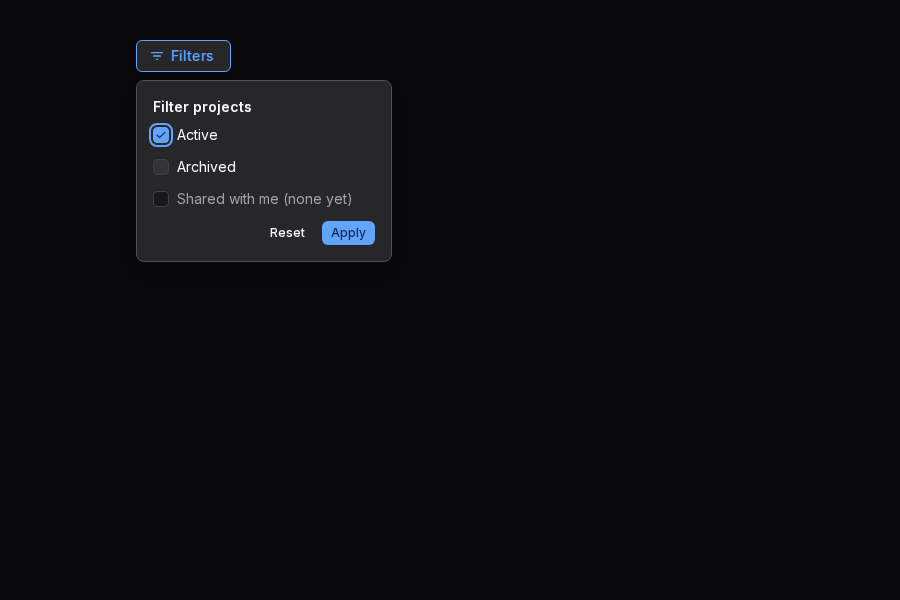 Filters
Filter projects
Active
Archived
Shared with me (none yet)
Reset Apply